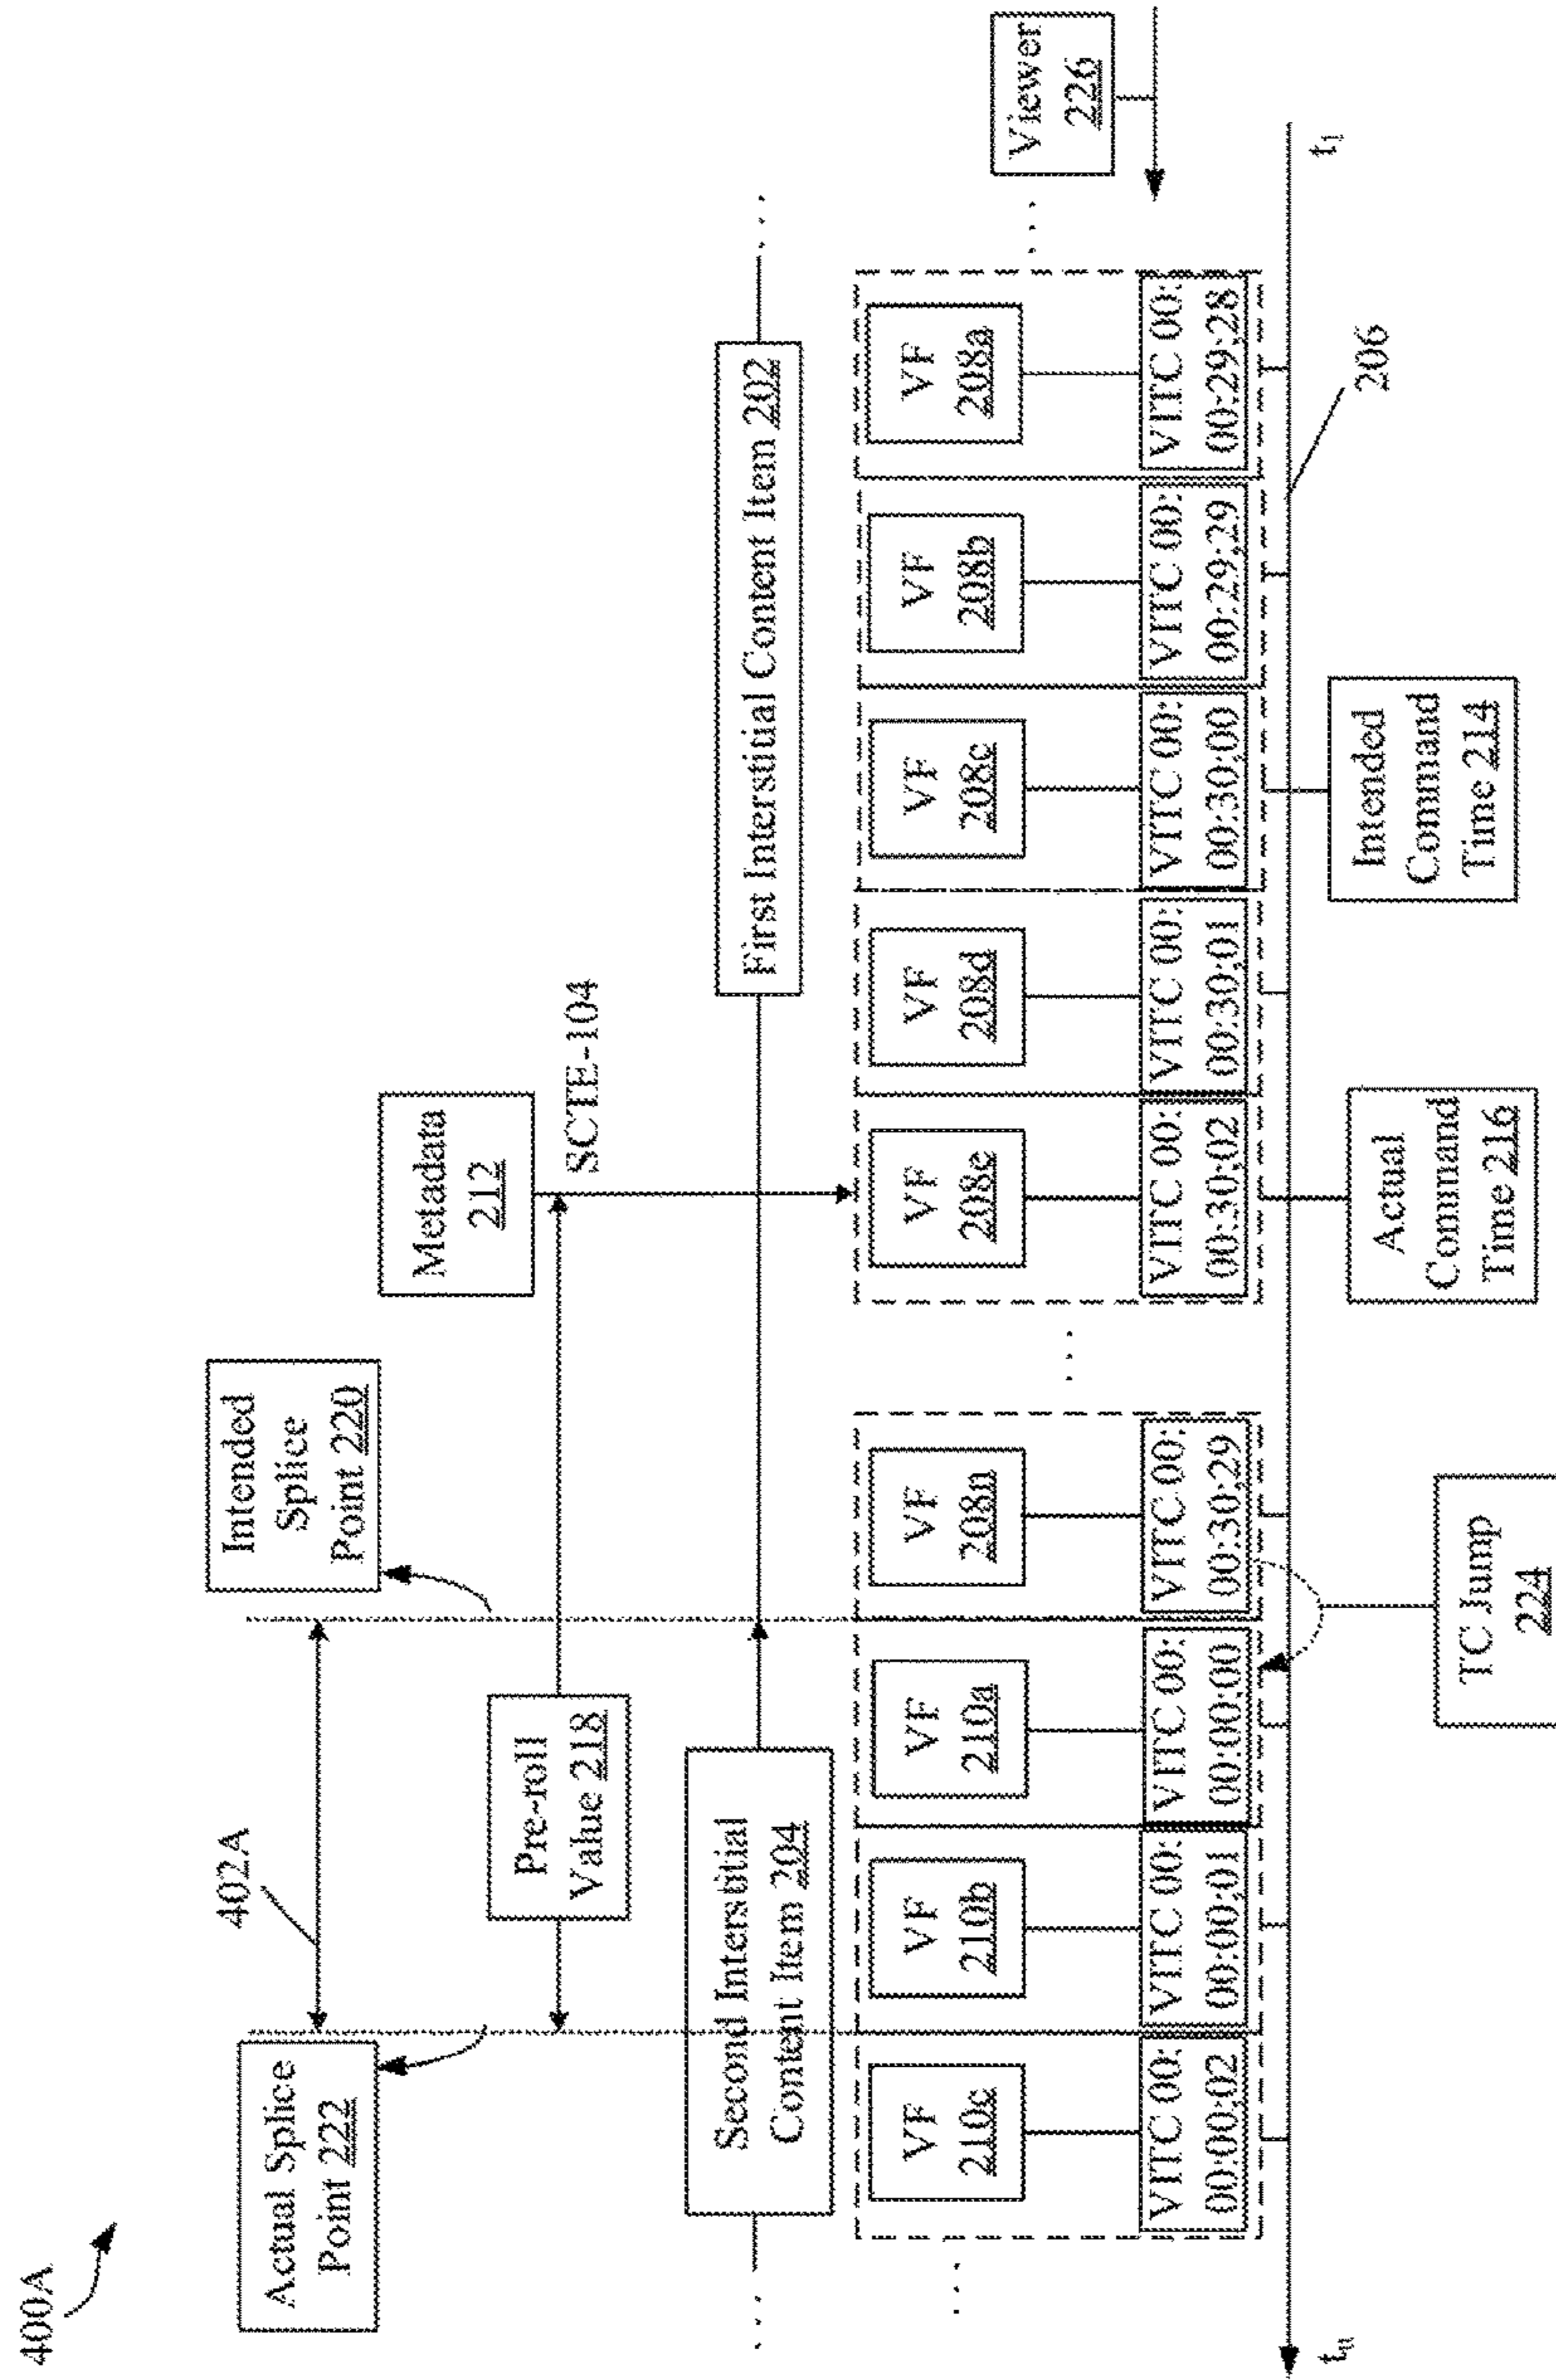 400A
Actual Splice
Point 222
402A
Intended
Splice
Point 220
Pre-roll
Value 218
Metadata
212
SCTE-104
Second Interstitial
Content Item 204
First Interstitial Content Item 202
. . .
. . .
Viewer
226
. . .
VF
210c
VF
210b
VF
210a
VF
208n
. . .
VF
208e
VF
208d
VF
208c
VF
208b
VF
208a
. . .
VITC 00:
00:00;02
VITC 00:
00:00;01
VITC 00:
00:00;00
VITC 00:
00:30;29
VITC 00:
00:30;02
VITC 00:
00:30;01
VITC 00:
00:30;00
VITC 00:
00:29;29
VITC 00:
00:29;28
tn
t1
206
TC Jump
224
Actual
Command
Time 216
Intended
Command
Time 214